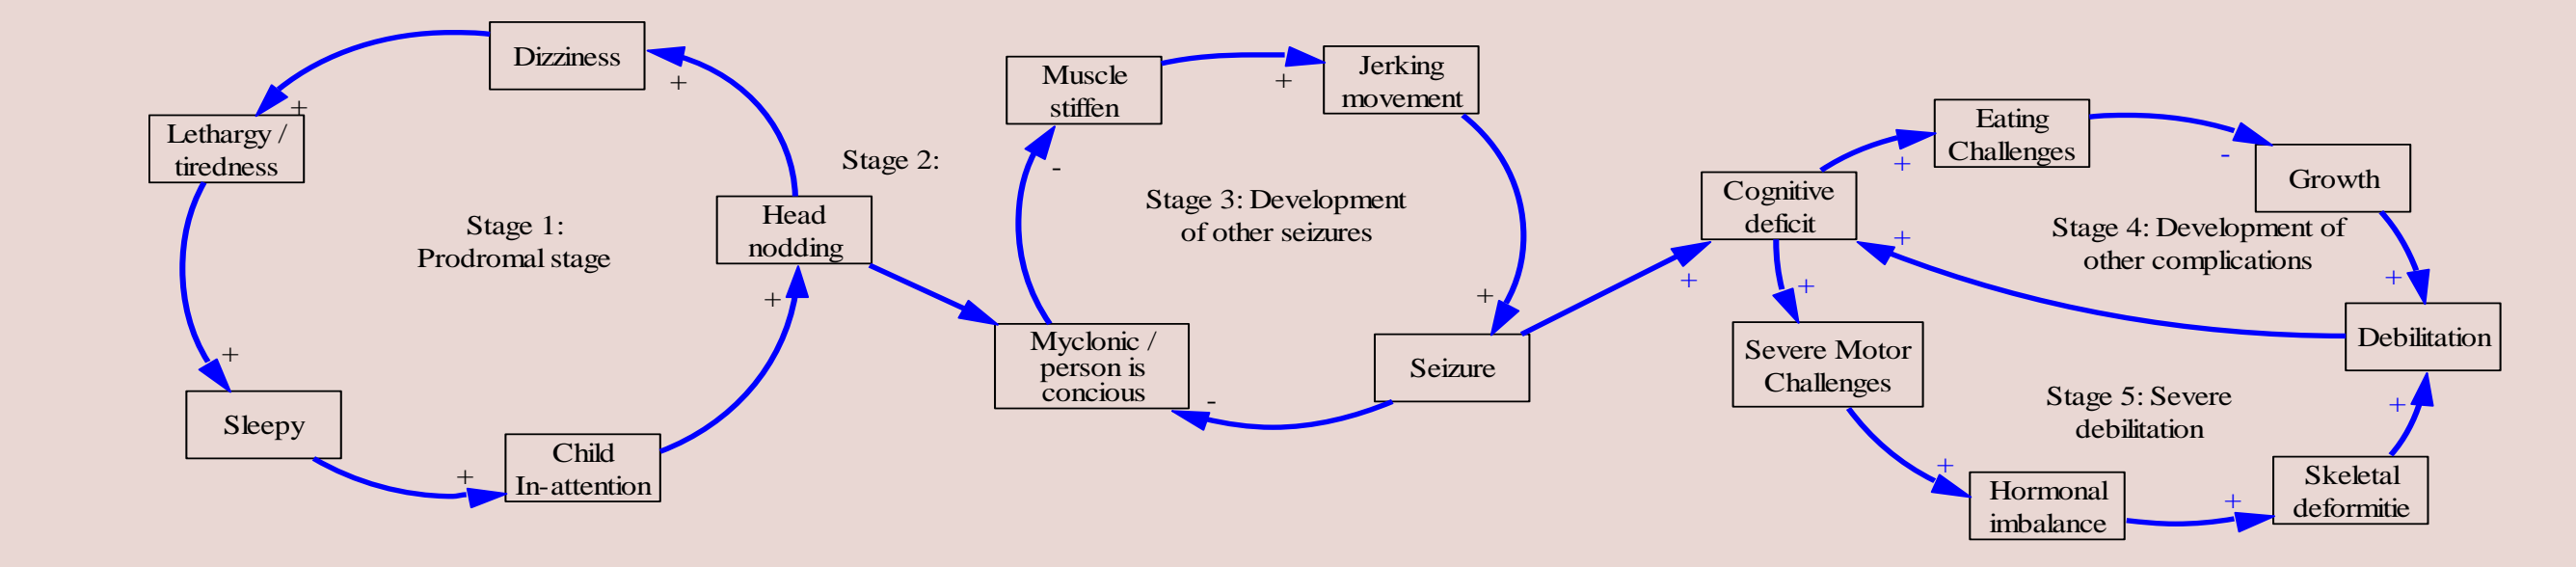 Dizziness
+
+
Lethargy /
tiredness
Stage 1:
Prodromal stage
+
Sleepy
+
Child
In-attention
+
Head
nodding
Stage 2:
Muscle
stiffen
+
Jerking
movement
-
Stage 3: Development
of other seizures
+
Myclonic /
person is
concious
-
Seizure
+
Cognitive
deficit
+
Eating
Challenges
-
Growth
+
Stage 4: Development of
other complications
+
Debilitation
+
Severe Motor
Challenges
Stage 5: Severe
debilitation
+
Hormonal
imbalance
+
Skeletal
deformitie
+